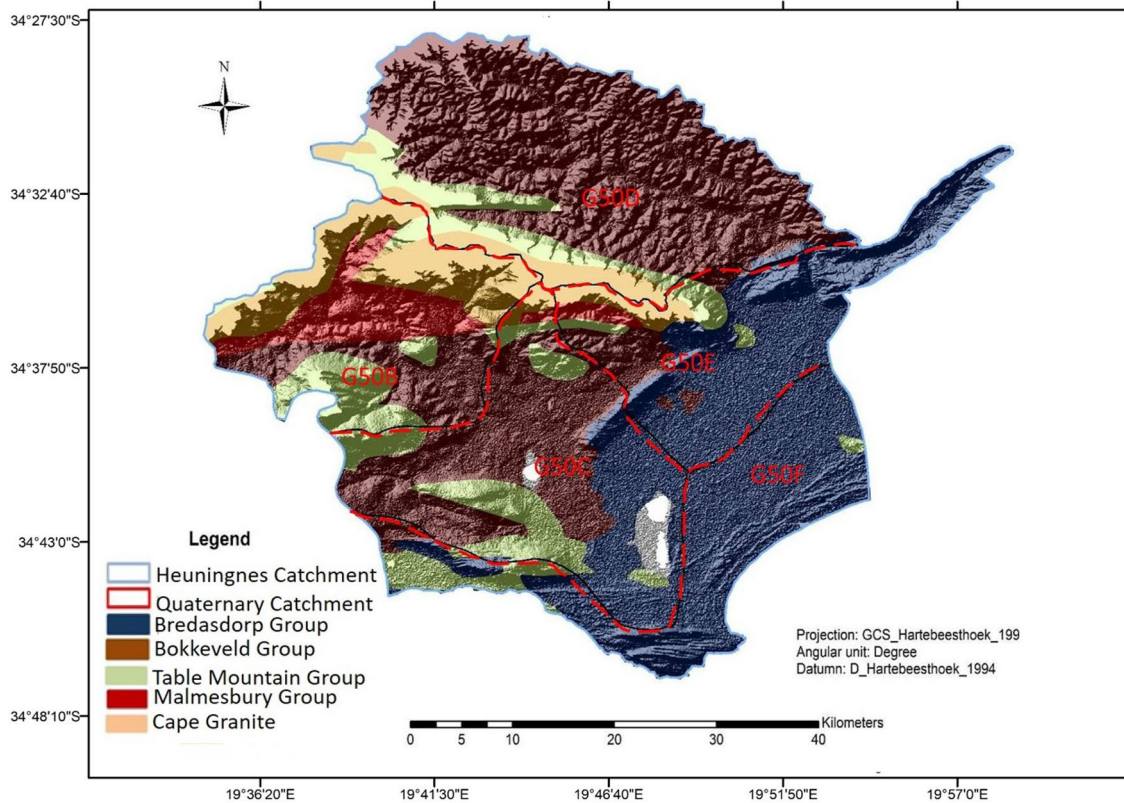 34°27'30"S
N
34°32'40"S
G50D
34°37'50"S
G50B
G50E
G50C
G50F
34°43'0"S
Legend
Heuningnes Catchment
Quaternary Catchment
Bredasdorp Group
Bokkeveld Group
Table Mountain Group
Malmesbury Group
Cape Granite
Projection: GCS_Hartebeesthoek_199
Angular unit: Degree
Datumn: D_Hartebeesthoek_1994
34°48'10"S
Kilometers
0 5 10 20 30 40
19°36'20"E 19°41'30"E 19°46'40"E 19°51'50"E 19°57'0"E